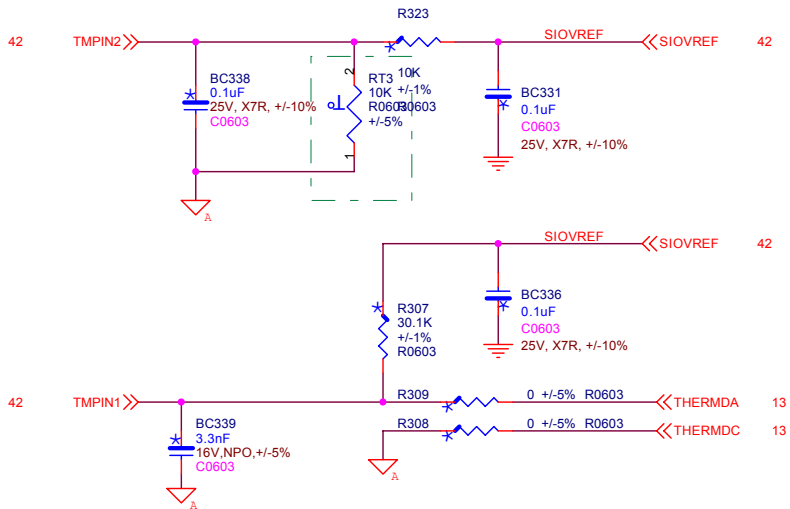 R323
42 TMPIN2 SIOVREF SIOVREF 42
BC338
0.1uF
25V, X7R, +/-10%
C0603
2
1
RT3
10K
R0603
+/-5%
To
10K
+/-1%
R0603
BC331
0.1uF
C0603
25V, X7R, +/-10%
A
SIOVREF SIOVREF 42
BC336
0.1uF
C0603
25V, X7R, +/-10%
R307
30.1K
+/-1%
R0603
42 TMPIN1
R309 0 +/-5% R0603 THERMDA 13
R308 0 +/-5% R0603 THERMDC 13
BC339
3.3nF
16V,NPO,+/-5%
C0603
A
A